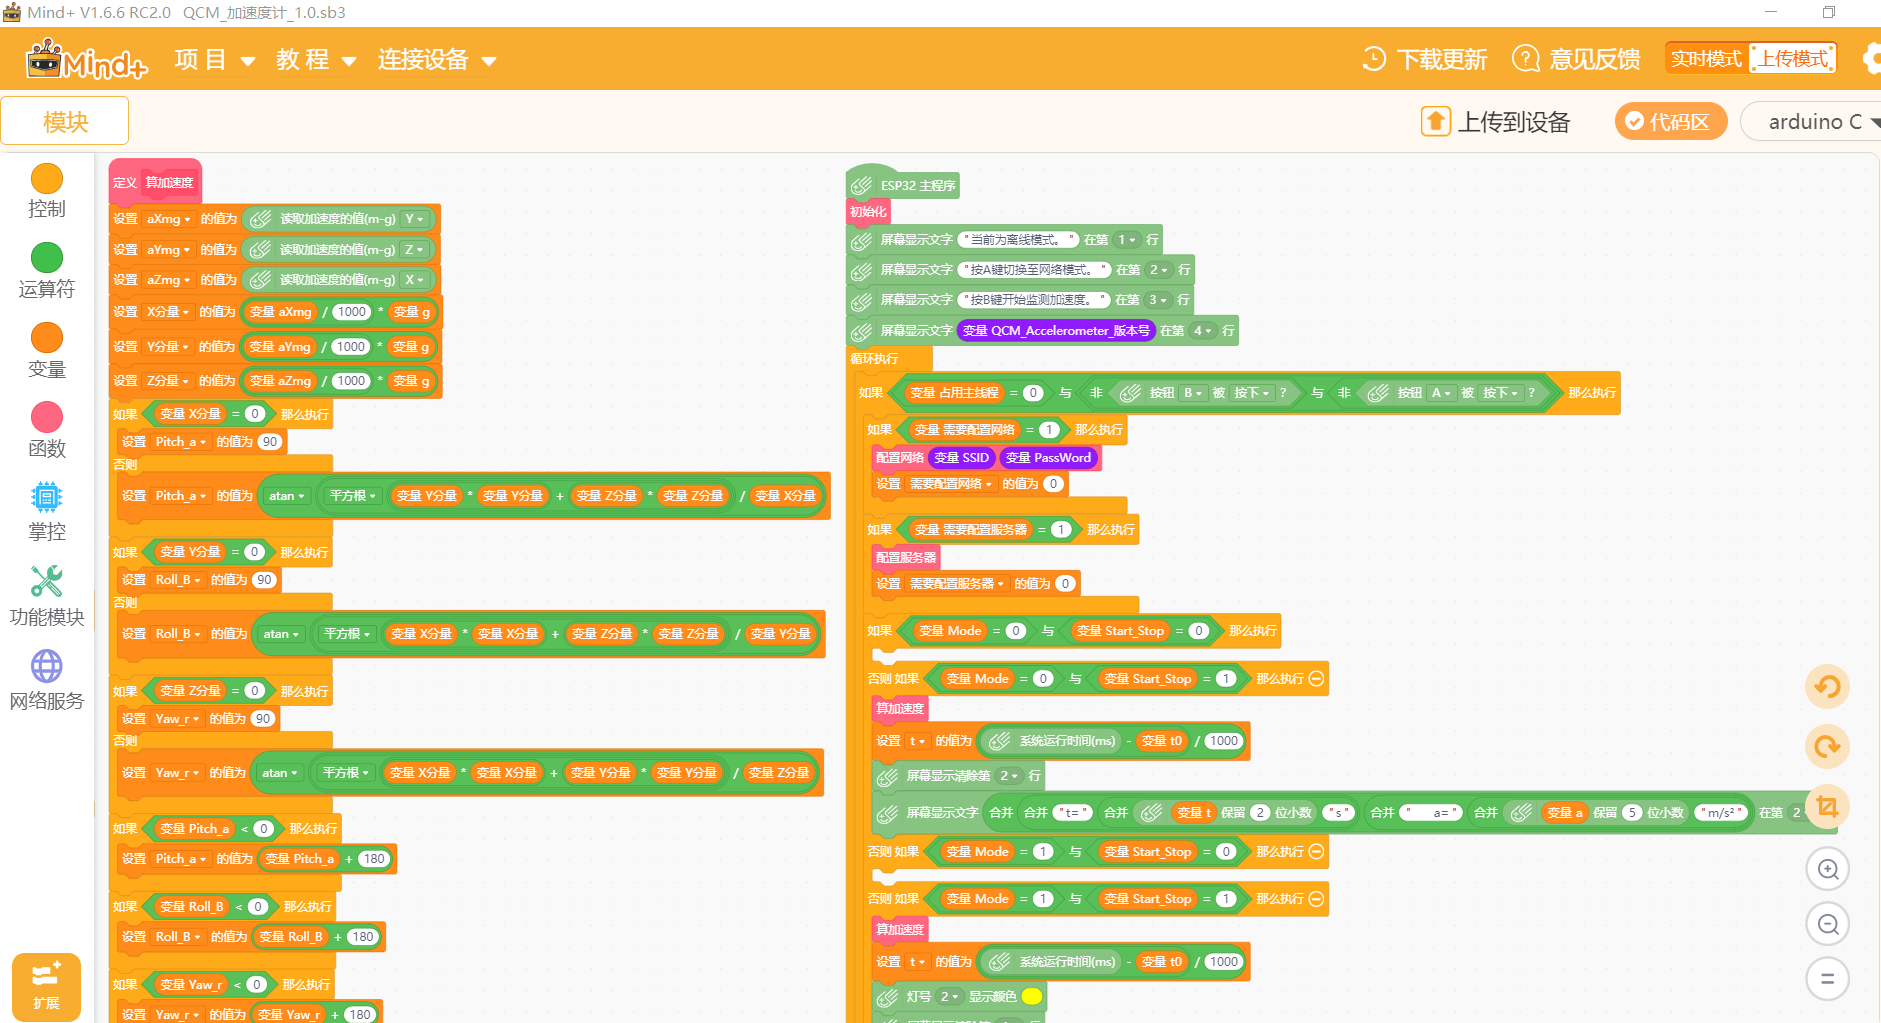 Mind+ V1.6.6 RC2.0 QCM_加速度计_1.0.sb3
Mind+ 项目 教程 连接设备 下载更新 意见反馈 实时模式 上传模式
模块 上传到设备 代码区 arduino C
控制
运算符
变量
函数
掌控
功能模块
网络服务
扩展
定义 算加速度
设置 aXmg 的值为 读取加速度的值(m-g) Y
设置 aYmg 的值为 读取加速度的值(m-g) Z
设置 aZmg 的值为 读取加速度的值(m-g) X
设置 X分量 的值为 变量 aXmg / 1000 * 变量 g
设置 Y分量 的值为 变量 aYmg / 1000 * 变量 g
设置 Z分量 的值为 变量 aZmg / 1000 * 变量 g
如果 变量 X分量 = 0 那么执行
设置 Pitch_a 的值为 90
否则
设置 Pitch_a 的值为 atan 平方根 变量 Y分量 * 变量 Y分量 + 变量 Z分量 * 变量 Z分量 / 变量 X分量
如果 变量 Y分量 = 0 那么执行
设置 Roll_B 的值为 90
否则
设置 Roll_B 的值为 atan 平方根 变量 X分量 * 变量 X分量 + 变量 Z分量 * 变量 Z分量 / 变量 Y分量
如果 变量 Z分量 = 0 那么执行
设置 Yaw_r 的值为 90
否则
设置 Yaw_r 的值为 atan 平方根 变量 X分量 * 变量 X分量 + 变量 Y分量 * 变量 Y分量 / 变量 Z分量
如果 变量 Pitch_a < 0 那么执行
设置 Pitch_a 的值为 变量 Pitch_a + 180
如果 变量 Roll_B < 0 那么执行
设置 Roll_B 的值为 变量 Roll_B + 180
如果 变量 Yaw_r < 0 那么执行
设置 Yaw_r 的值为 变量 Yaw_r + 180
ESP32 主程序
初始化
屏幕显示文字 "当前为离线模式。" 在第 1 行
屏幕显示文字 "按A键切换至网络模式。" 在第 2 行
屏幕显示文字 "按B键开始监测加速度。" 在第 3 行
屏幕显示文字 变量 QCM_Accelerometer_版本号 在第 4 行
循环执行
如果 变量 占用主线程 = 0 与 非 按钮 B 被 按下 ? 与 非 按钮 A 被 按下 ? 那么执行
如果 变量 需要配置网络 = 1 那么执行
配置网络 变量 SSID 变量 PassWord
设置 需要配置网络 的值为 0
如果 变量 需要配置服务器 = 1 那么执行
配置服务器
设置 需要配置服务器 的值为 0
如果 变量 Mode = 0 与 变量 Start_Stop = 0 那么执行
否则 如果 变量 Mode = 0 与 变量 Start_Stop = 1 那么执行
算加速度
设置 t 的值为 系统运行时间(ms) - 变量 t0 / 1000
屏幕显示清除第 2 行
屏幕显示文字 合并 合并 "t=" 合并 变量 t 保留 2 位小数 "s" 合并 " a=" 合并 变量 a 保留 5 位小数 "m/s²" 在第 2
否则 如果 变量 Mode = 1 与 变量 Start_Stop = 0 那么执行
否则 如果 变量 Mode = 1 与 变量 Start_Stop = 1 那么执行
算加速度
设置 t 的值为 系统运行时间(ms) - 变量 t0 / 1000
灯号 2 显示颜色